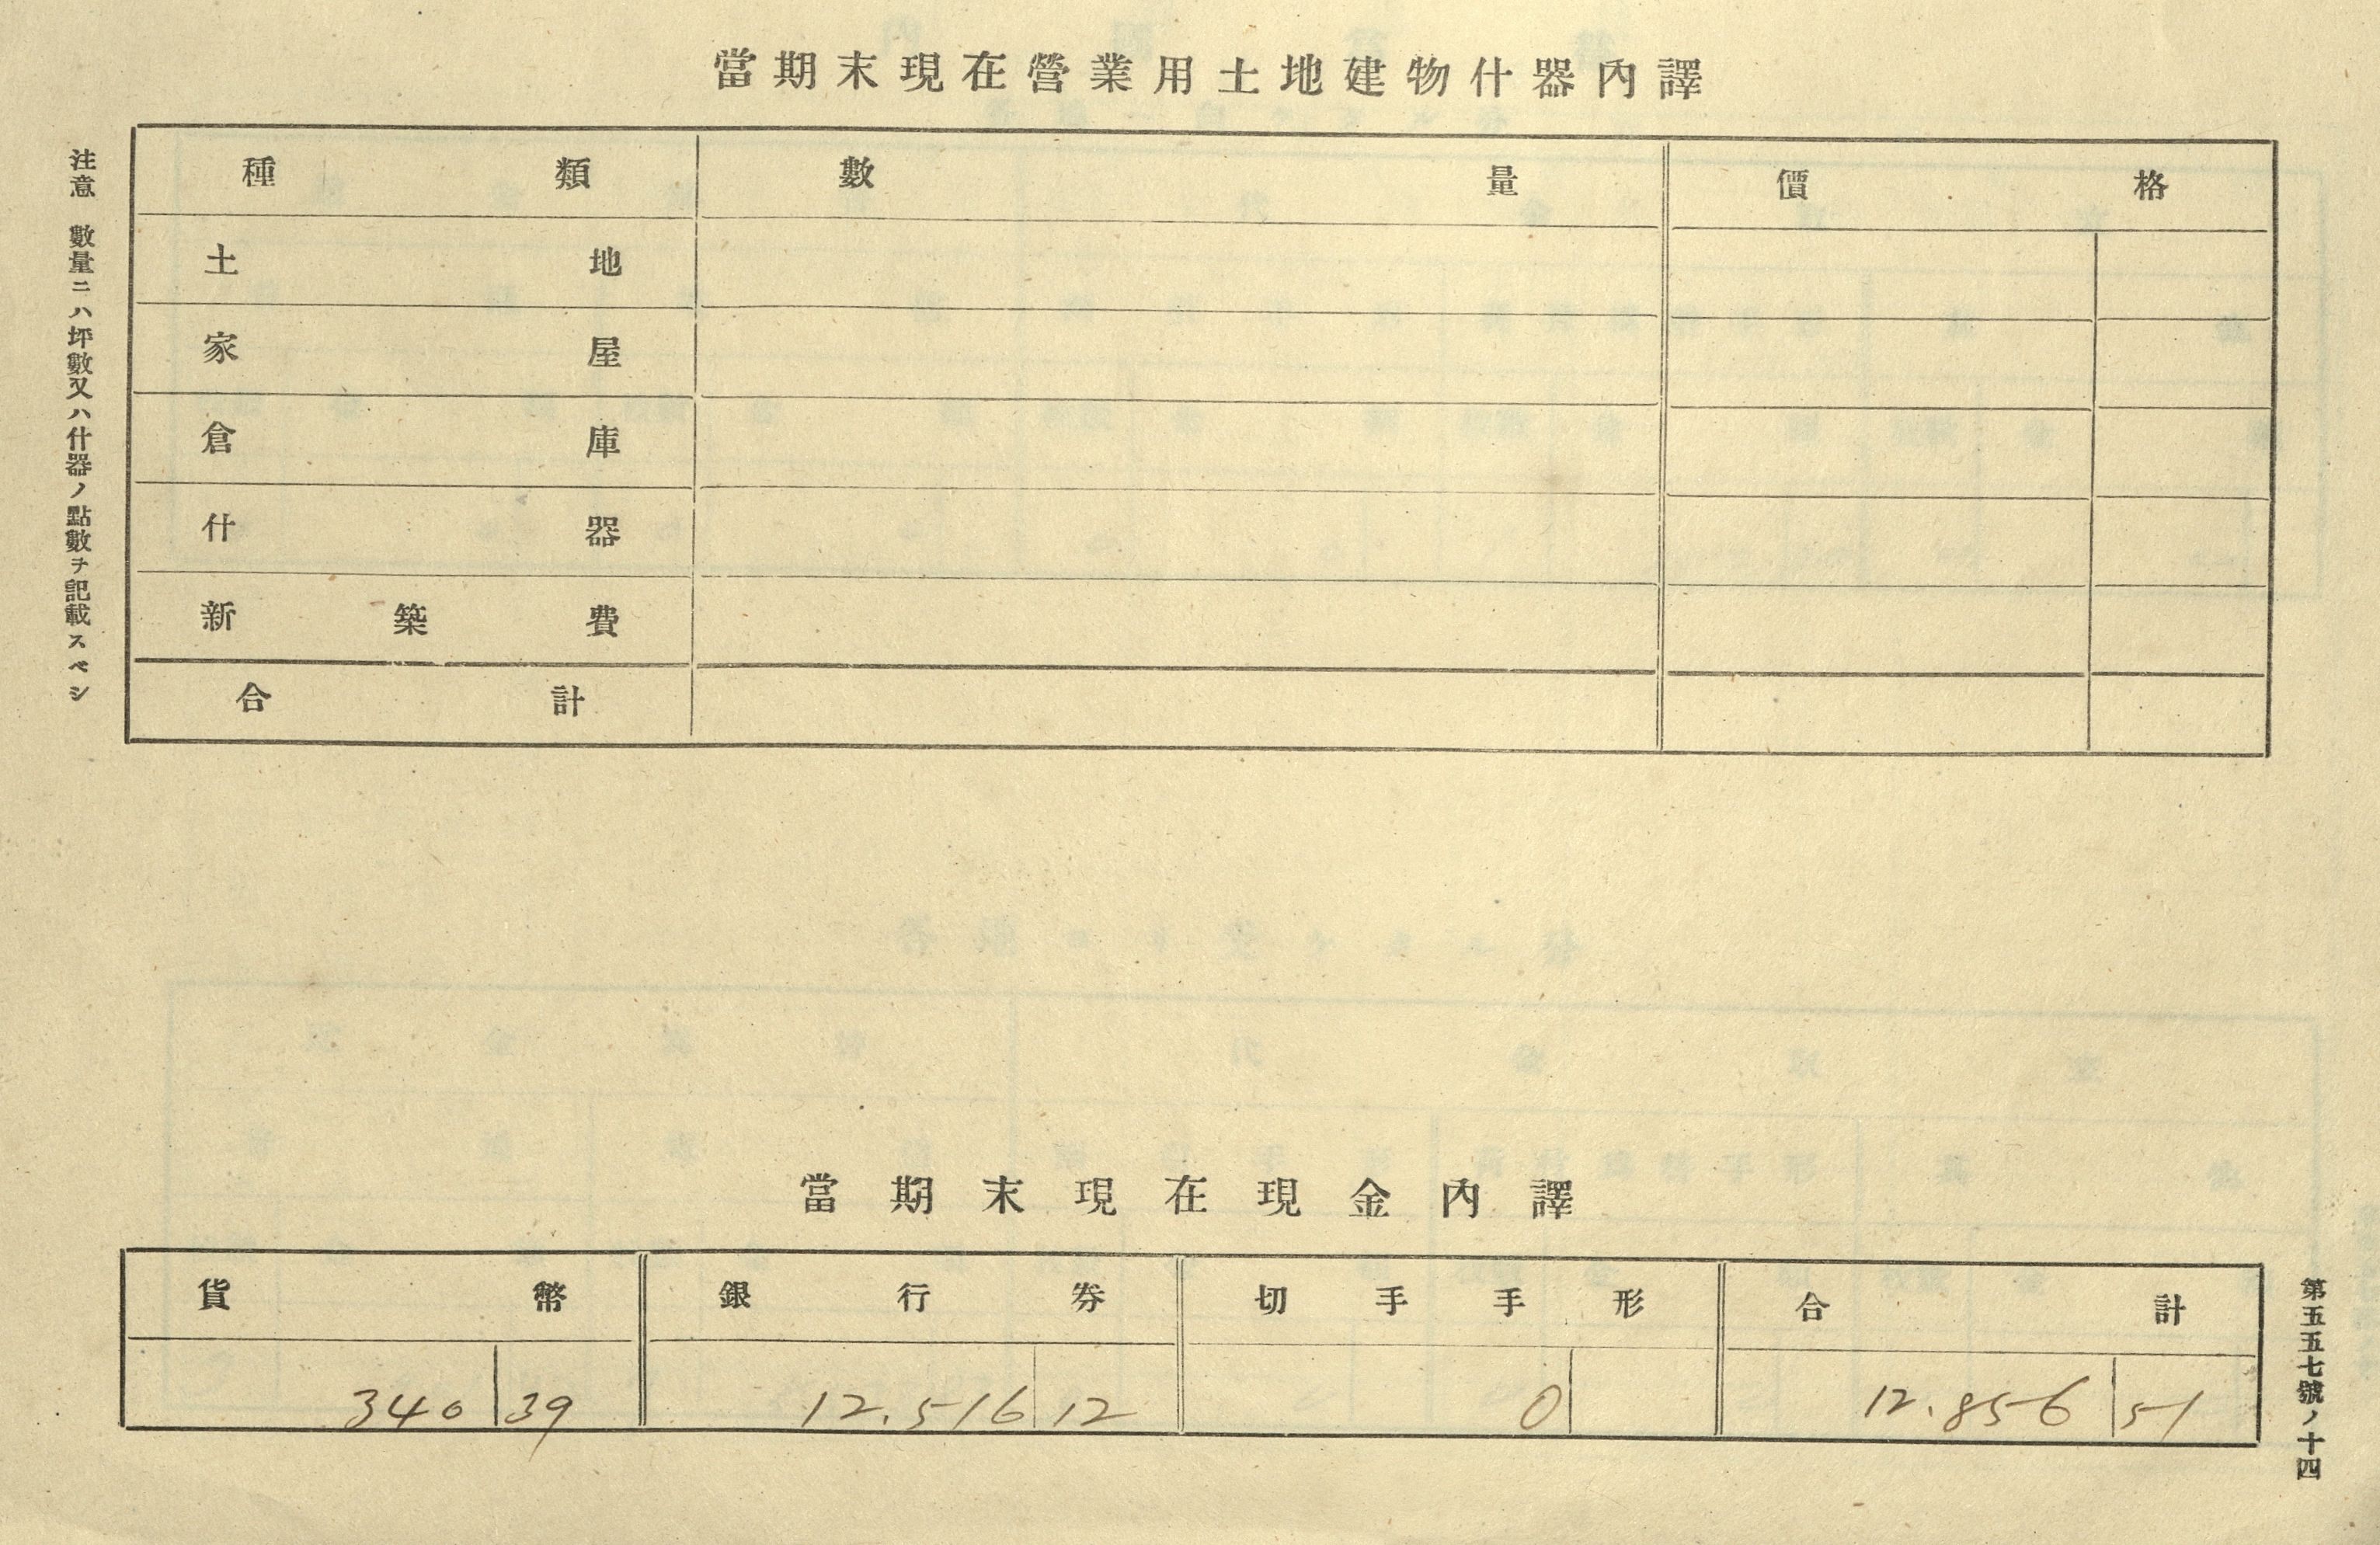 當期末現在營業用土地建物什器內譯
種類 數量 價格
土地
家屋
倉庫
什器
新築費
合計
注意 數量ニハ坪數又ハ什器ノ點數ヲ記載スベシ
當期末現在現金內譯
貨幣 銀行券 切手手形 合計
340 39 12.516 12 0 12.856 51
第五五七號ノ十四